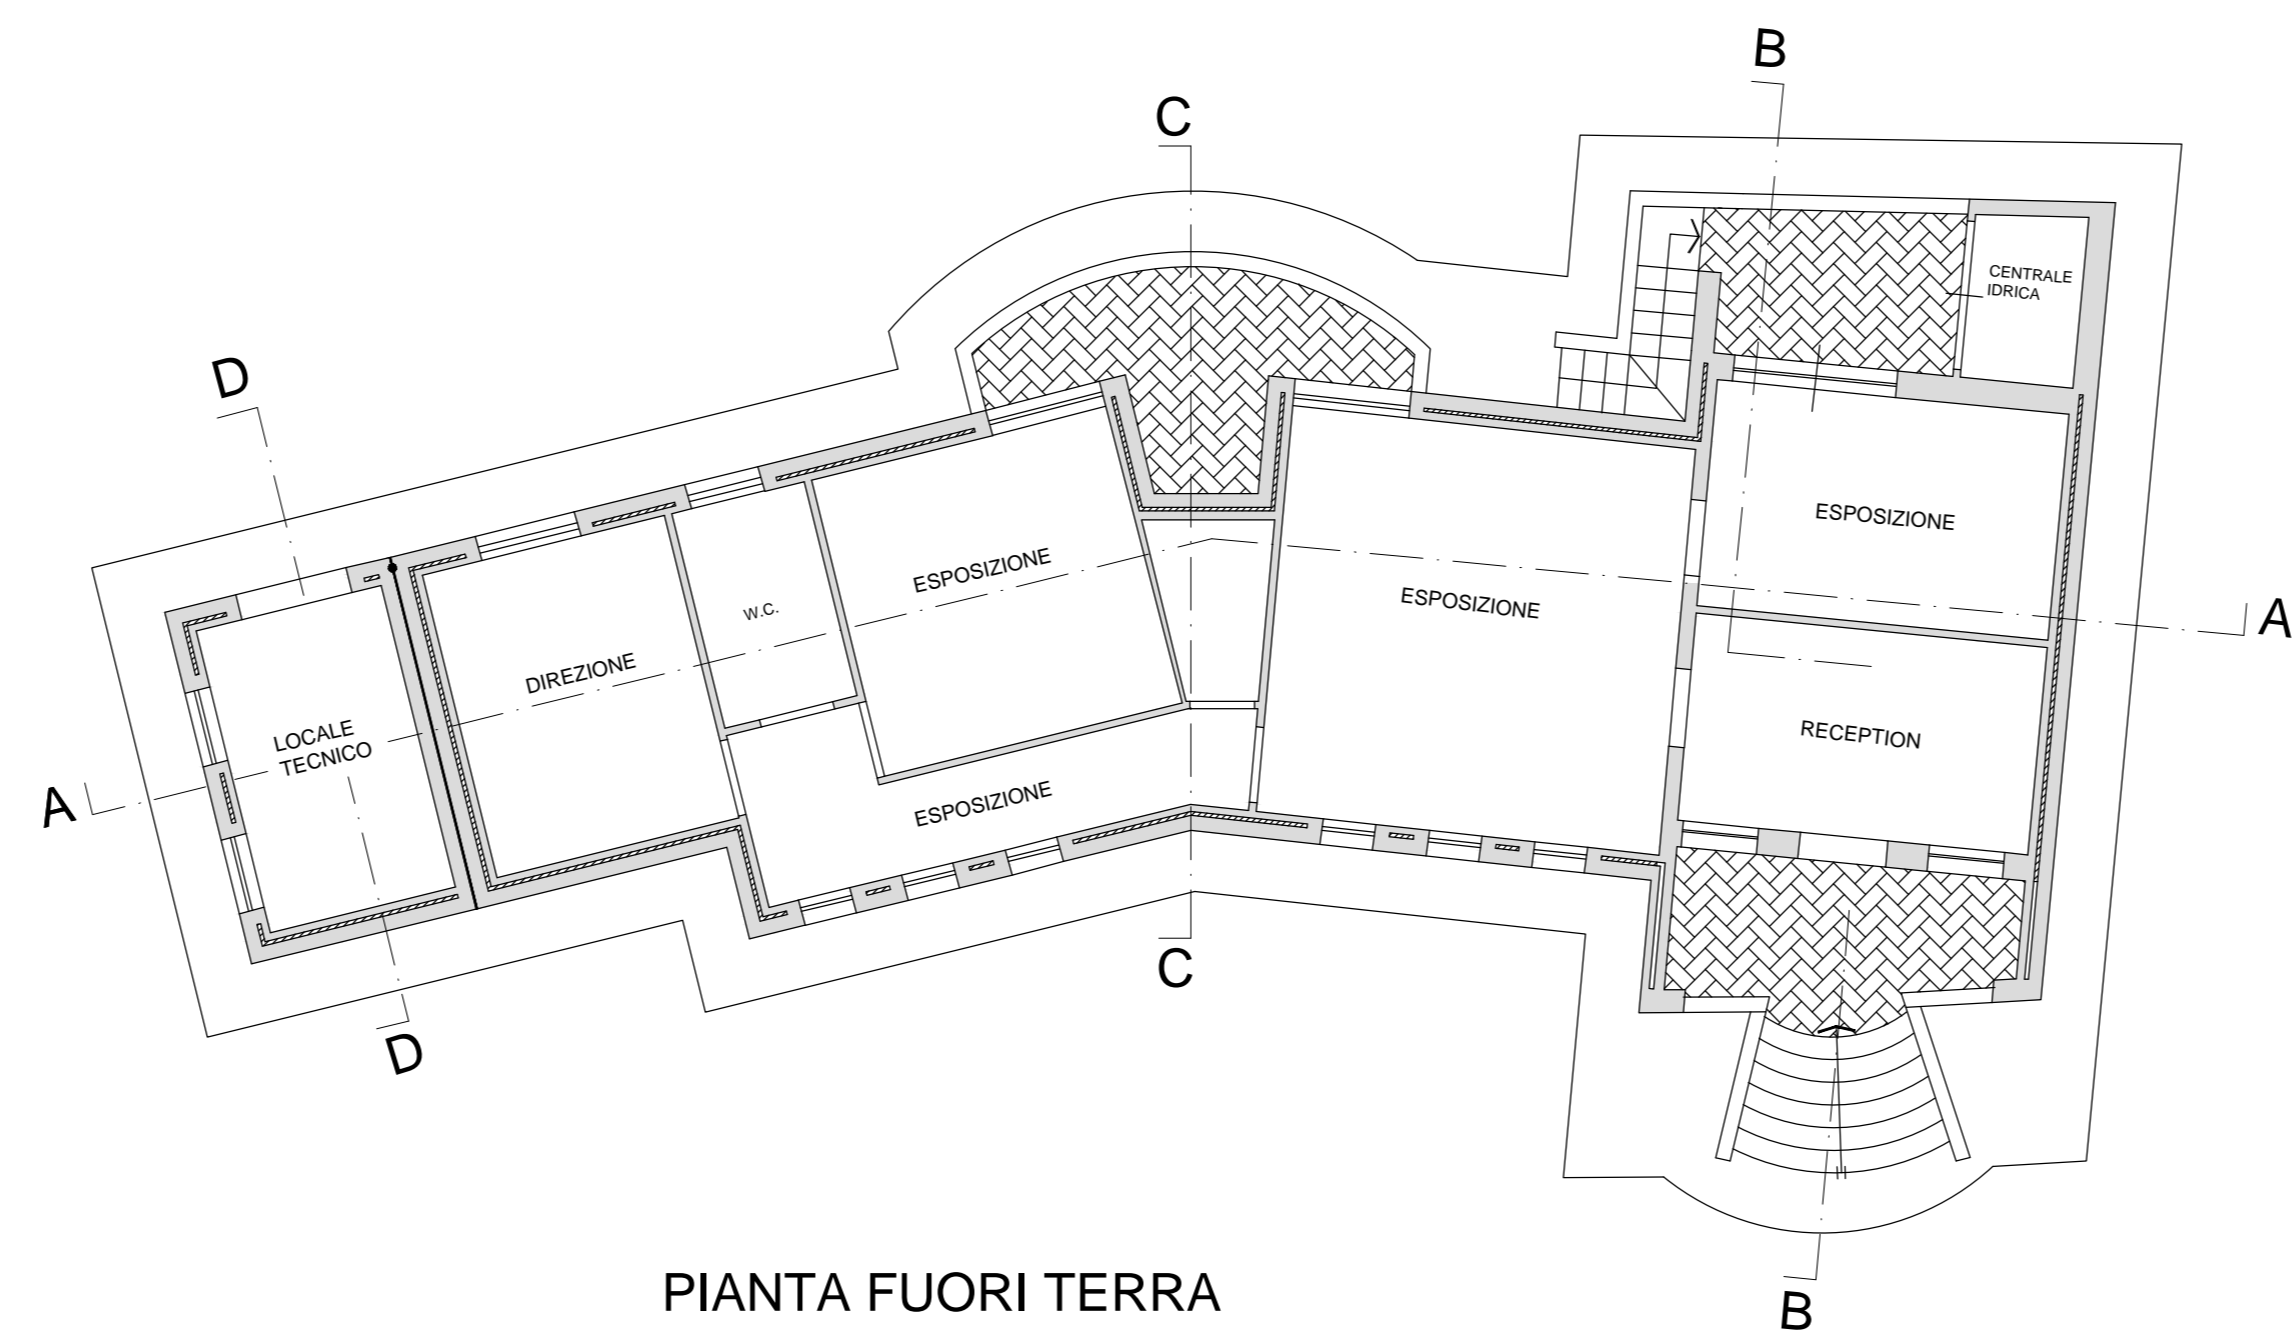 B
C
D
CENTRALE
IDRICA
ESPOSIZIONE
ESPOSIZIONE
ESPOSIZIONE
W.C.
A
DIREZIONE
LOCALE
TECNICO
RECEPTION
A
ESPOSIZIONE
C
D
PIANTA FUORI TERRA
B